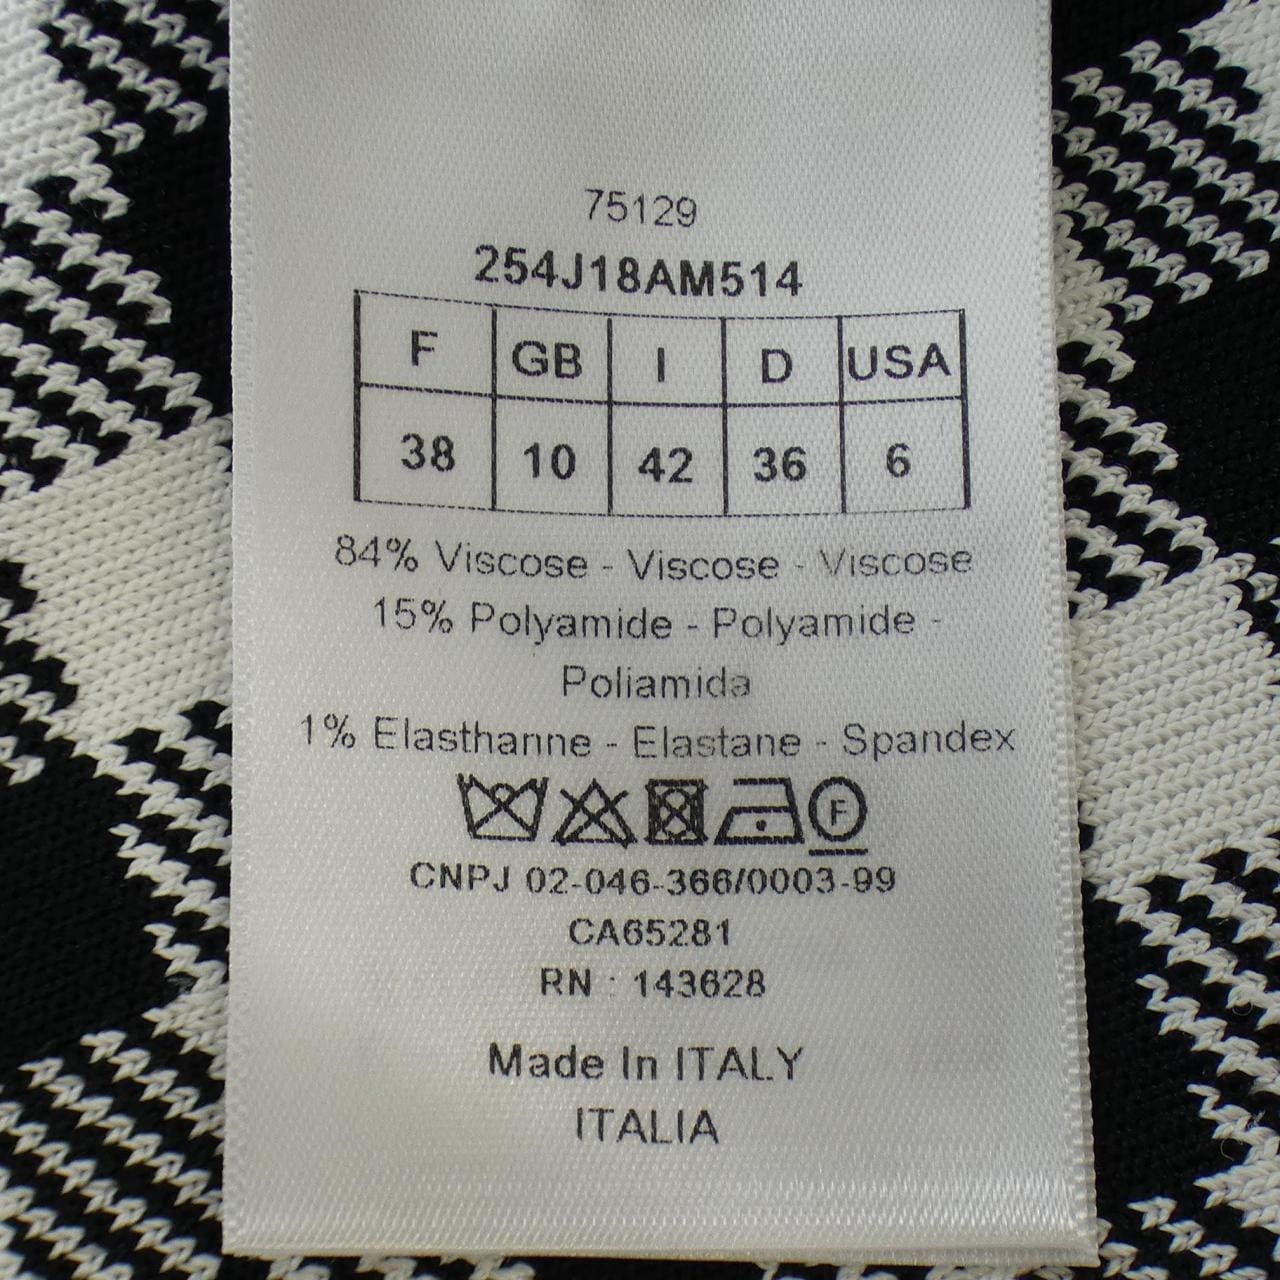 75129
254J18AM514
F GB I D USA
38 10 42 36 6
84% Viscose - Viscose - Viscose
15% Polyamide - Polyamide -
Poliamida
1% Elasthanne - Elastane - Spandex
F
CNPJ 02-046-366/0003-99
CA65281
RN : 143628
Made In ITALY
ITALIA